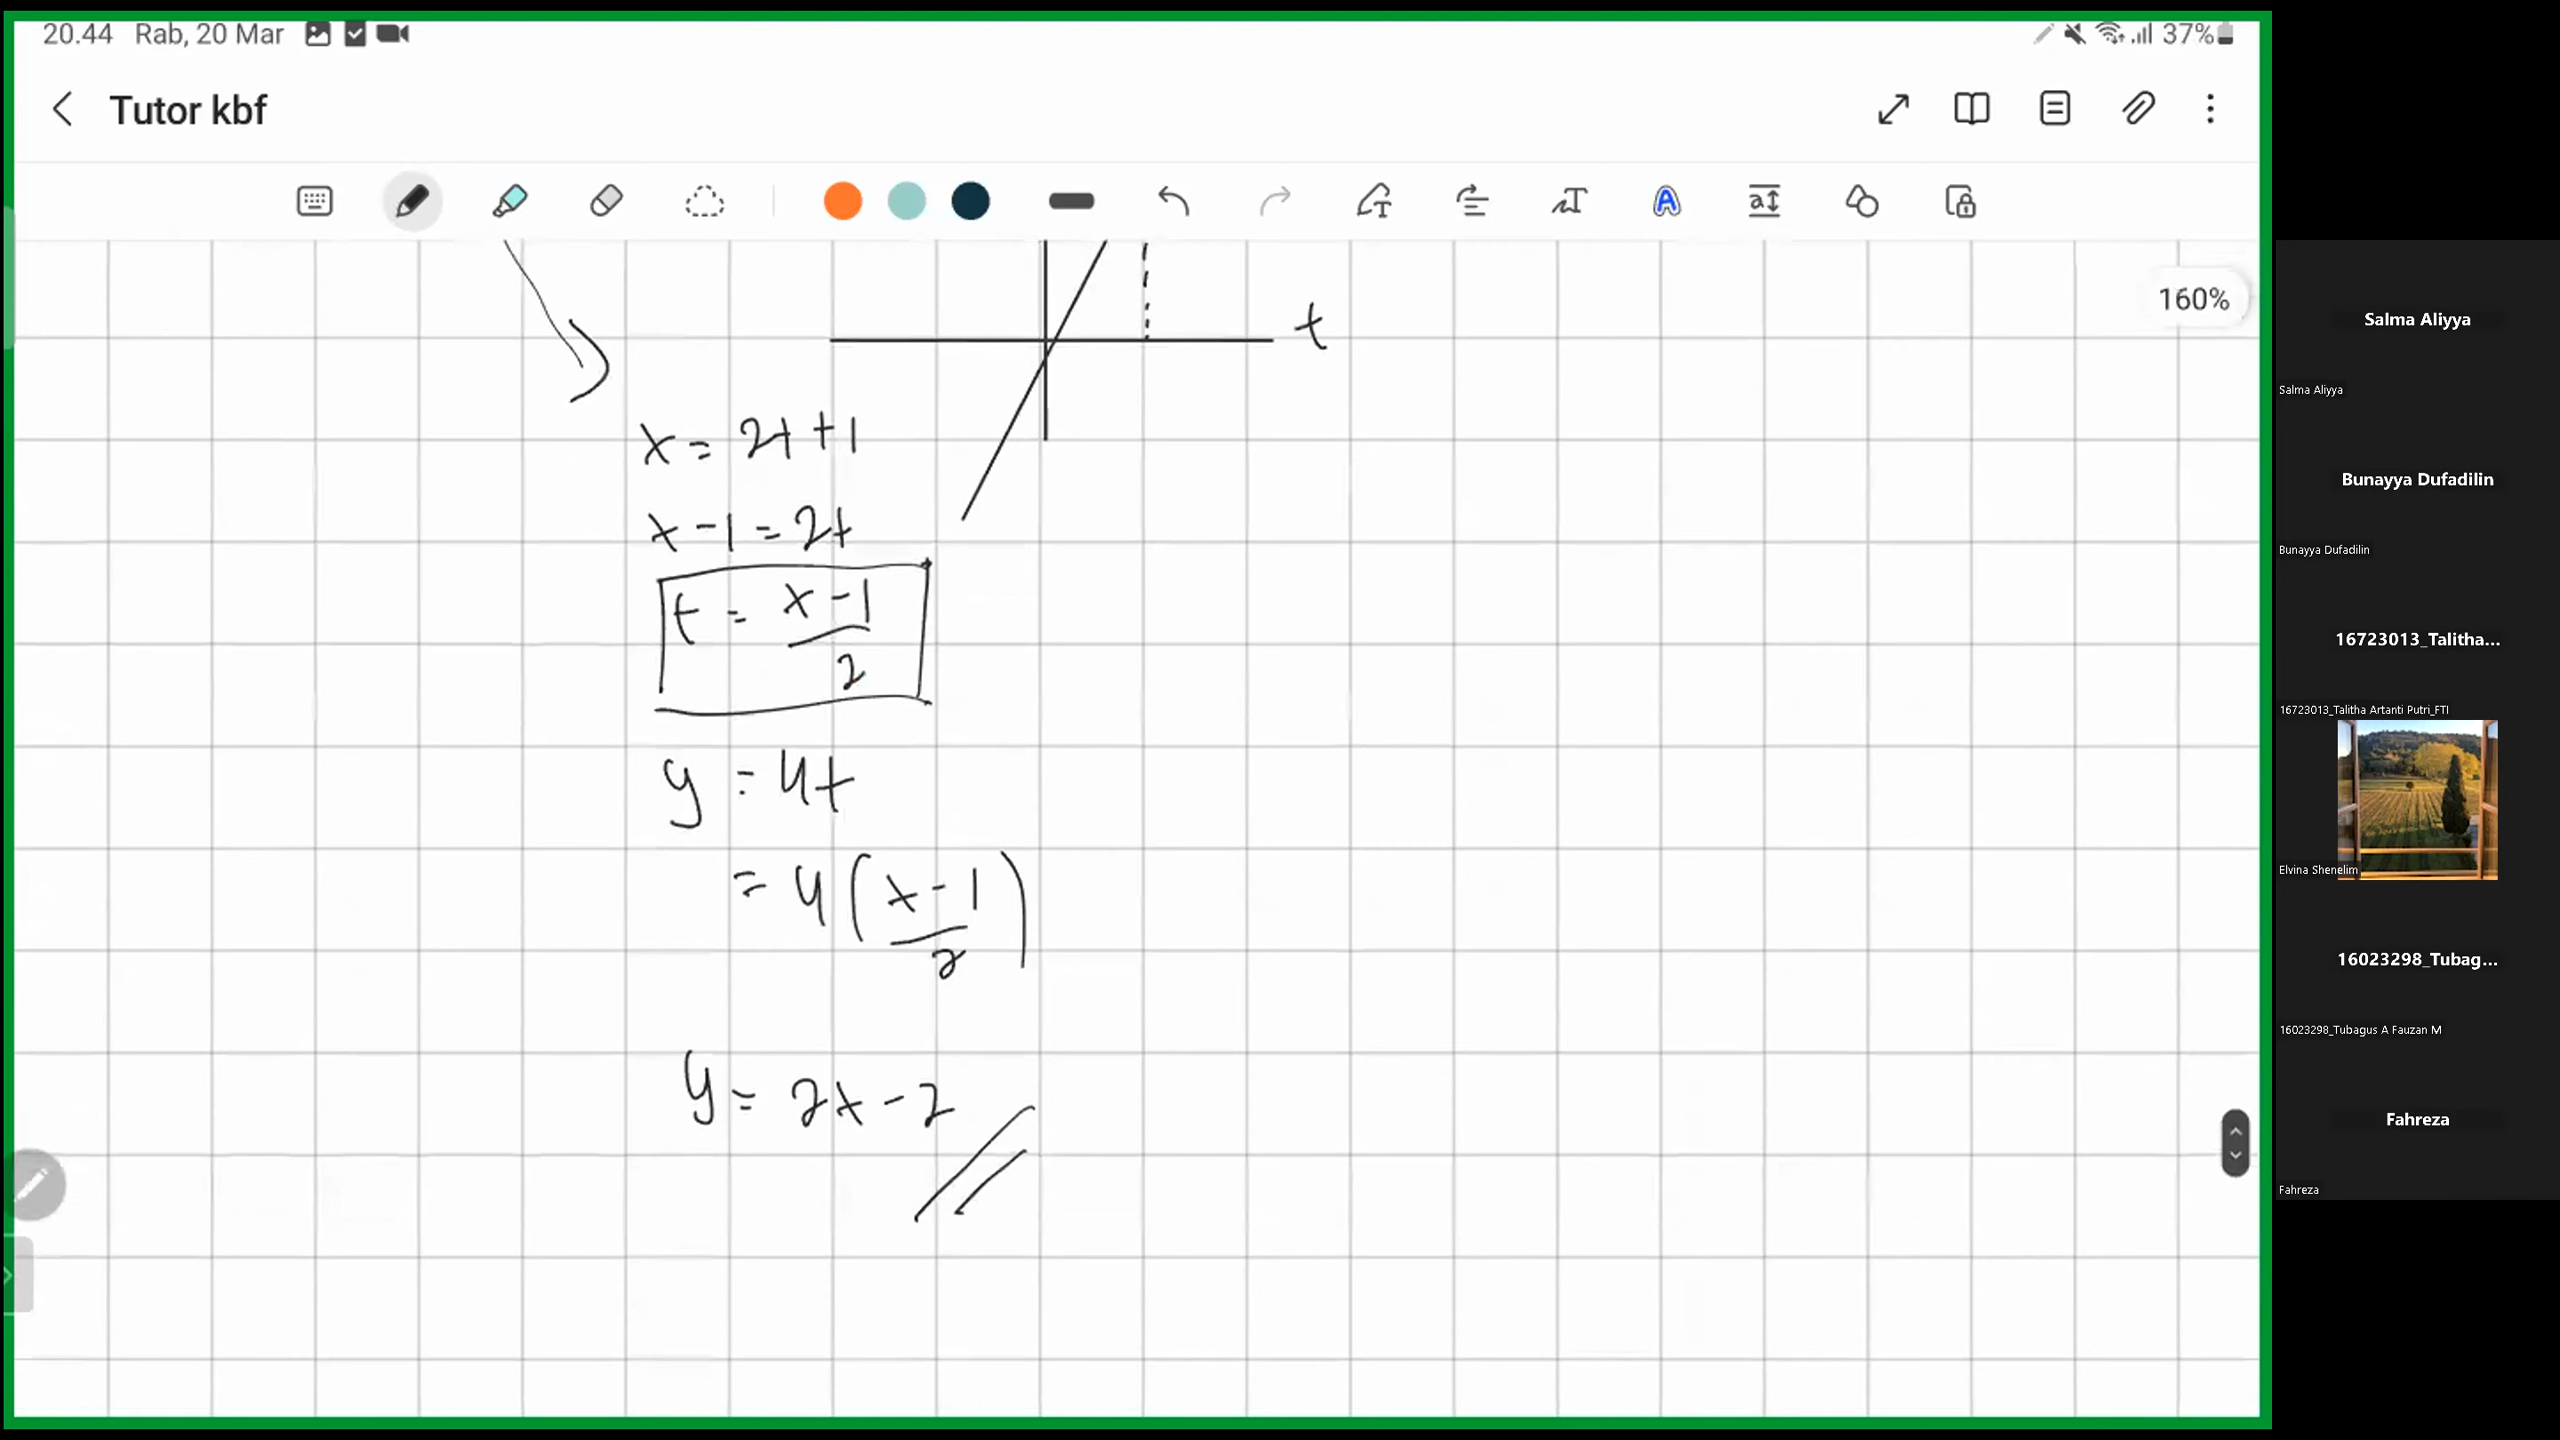 20.44 Rab, 20 Mar
37%
Tutor kbf
160%
t
x = 2t + 1
x - 1 = 2t
t = x - 1 / 2
y = 4t
= 4 ( x - 1 / 2 )
y = 2x - 2
Salma Aliyya
Salma Aliyya
Bunayya Dufadilin
Bunayya Dufadilin
16723013_Talitha...
16723013_Talitha Artanti Putri_FTI
Elvina Shenelim
16023298_Tubag...
16023298_Tubagus A Fauzan M
Fahreza
Fahreza